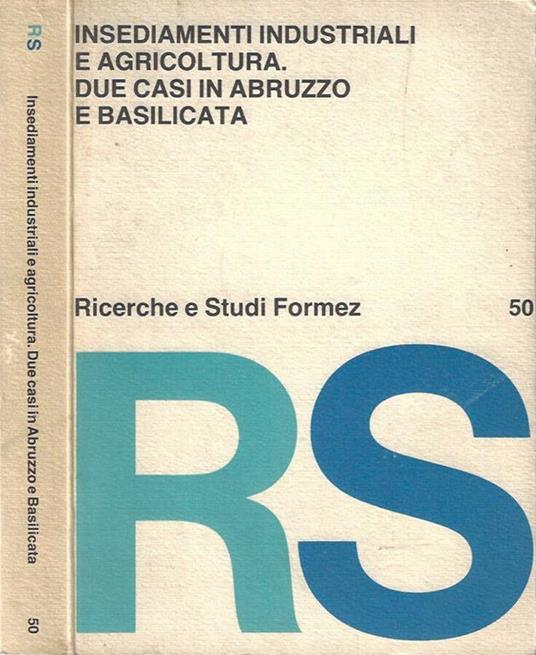 RS
Insediamenti industriali e agricoltura. Due casi in Abruzzo e Basilicata
50
INSEDIAMENTI INDUSTRIALI
E AGRICOLTURA.
DUE CASI IN ABRUZZO
E BASILICATA
Ricerche e Studi Formez 50
RS